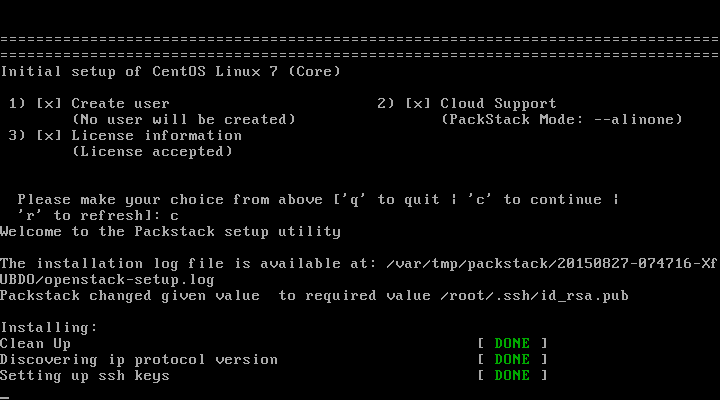 ================================================================================
================================================================================
Initial setup of CentOS Linux 7 (Core)
1) [x] Create user 2) [x] Cloud Support
(No user will be created) (PackStack Mode: --alinone)
3) [x] License information
(License accepted)
Please make your choice from above ['q' to quit | 'c' to continue |
'r' to refresh]: c
Welcome to the Packstack setup utility
The installation log file is available at: /var/tmp/packstack/20150827-074716-Xf
UBDO/openstack-setup.log
Packstack changed given value  to required value /root/.ssh/id_rsa.pub
Installing:
Clean Up [ DONE ]
Discovering ip protocol version [ DONE ]
Setting up ssh keys [ DONE ]